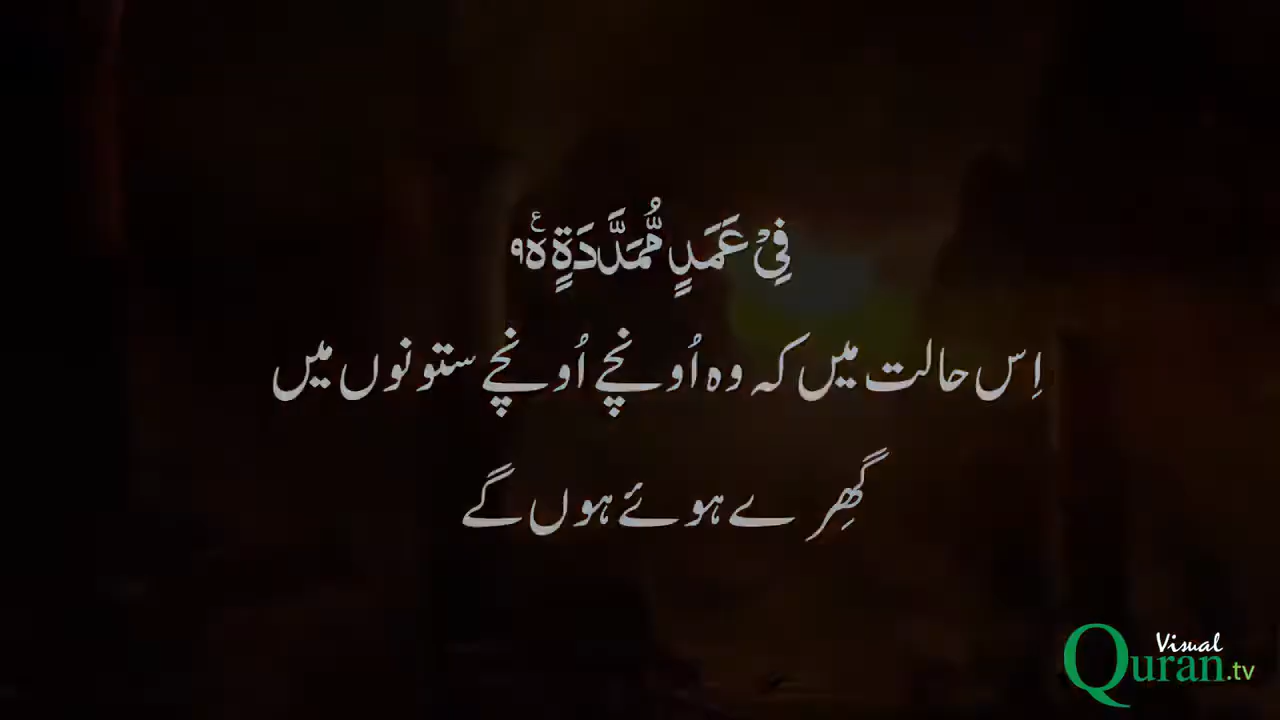 فِیْ عَمَدٍ مُّمَدَّدَةٍ ۠ ﴿۹﴾
اِس حالت میں کہ وہ اُونچے اُونچے ستونوں میں
گھِرے ہوئے ہوں گے
Visual
Quran.tv